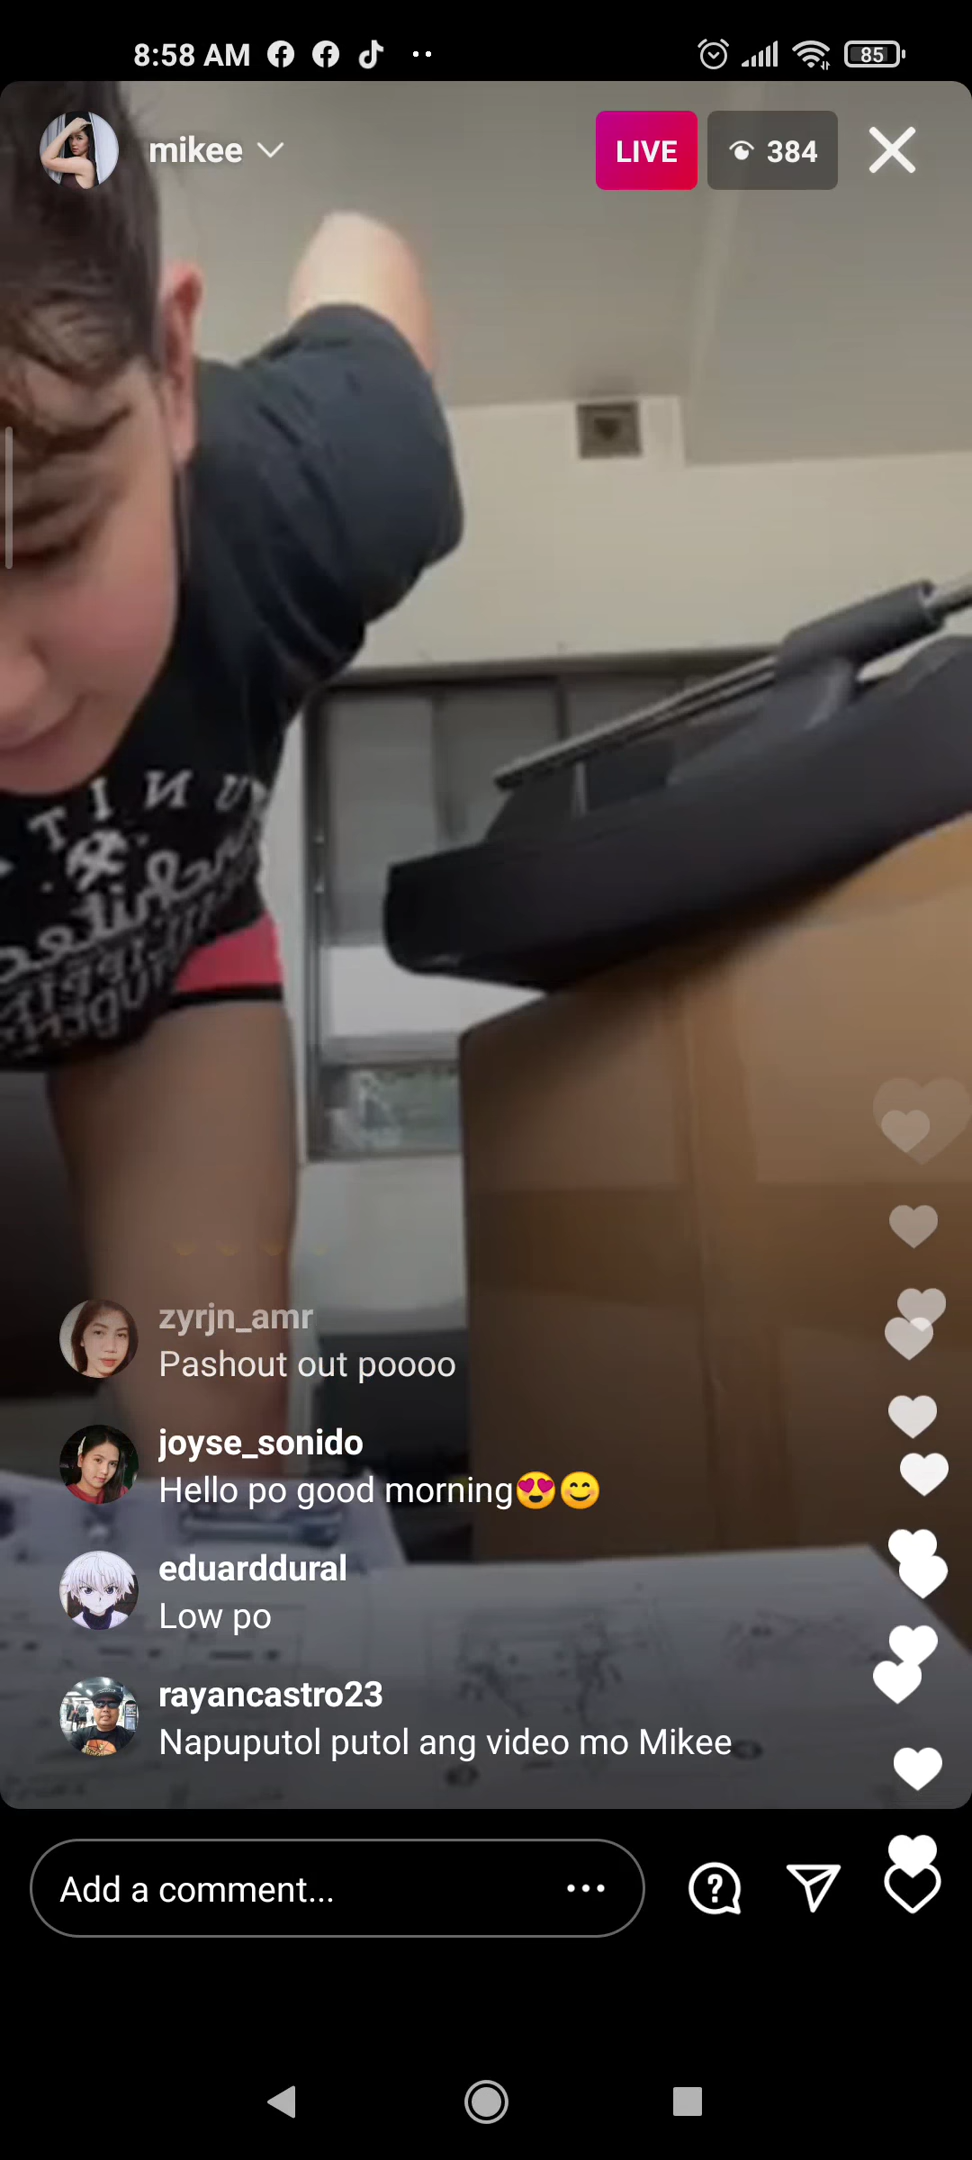 8:58 AM
85
mikee
LIVE
384
UNIT
zyrjn_amr
Pashout out poooo
joyse_sonido
Hello po good morning😍😊
eduarddural
Low po
rayancastro23
Napuputol putol ang video mo Mikee
Add a comment...